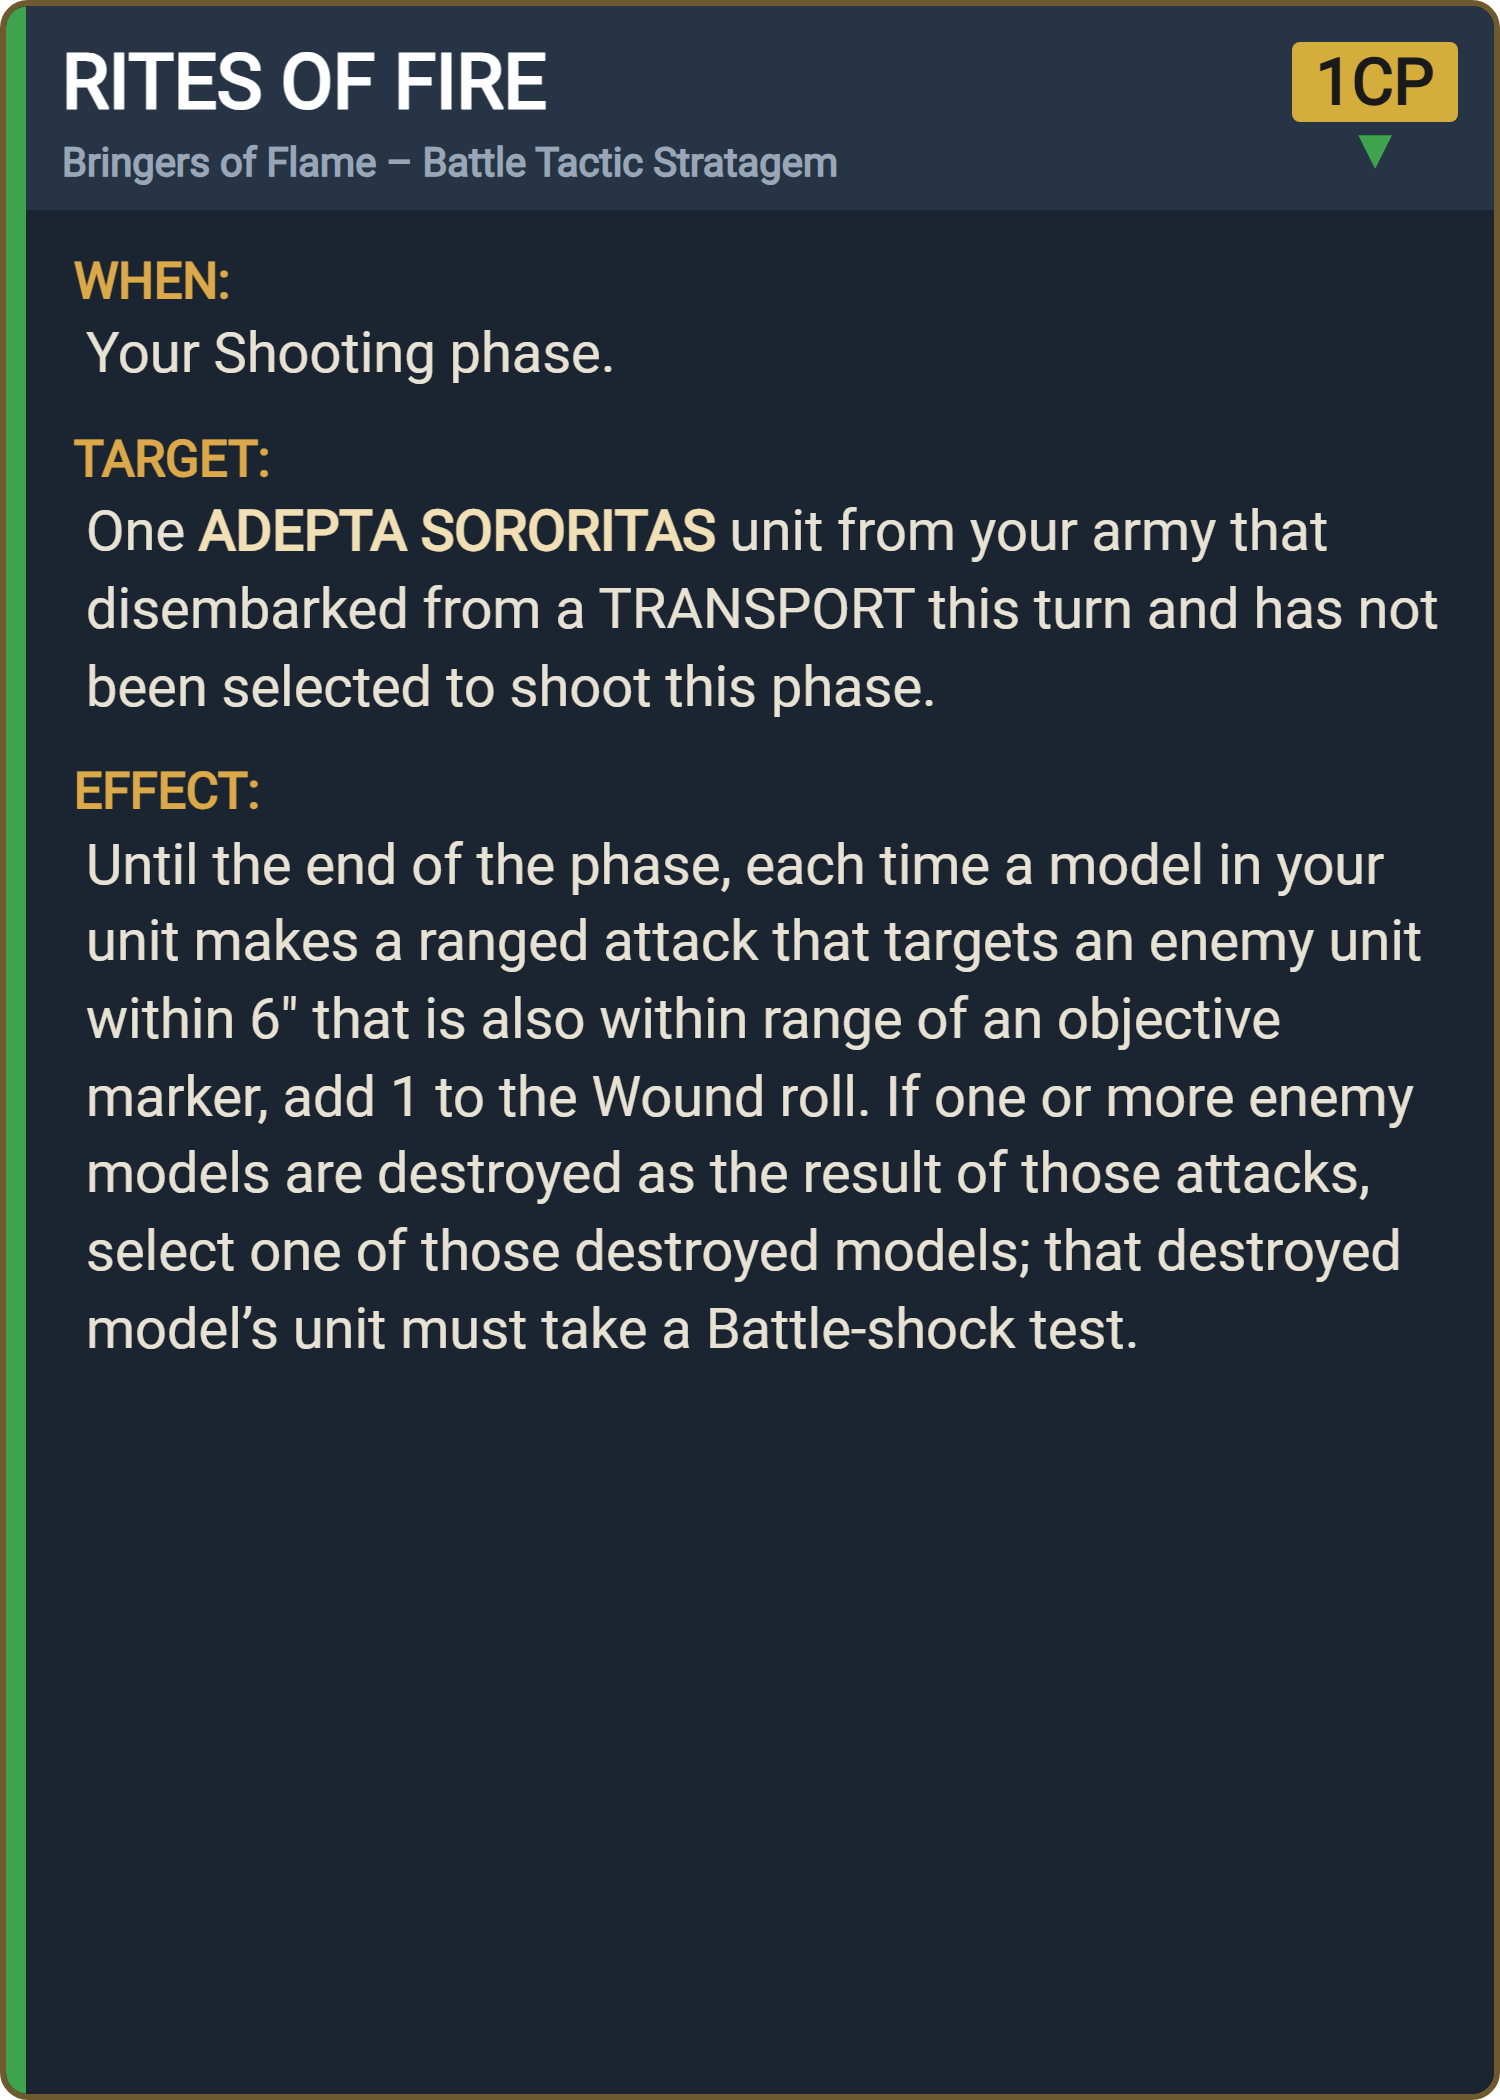 RITES OF FIRE
1CP
Bringers of Flame – Battle Tactic Stratagem
WHEN:
Your Shooting phase.
TARGET:
One ADEPTA SORORITAS unit from your army that
disembarked from a TRANSPORT this turn and has not
been selected to shoot this phase.
EFFECT:
Until the end of the phase, each time a model in your
unit makes a ranged attack that targets an enemy unit
within 6" that is also within range of an objective
marker, add 1 to the Wound roll. If one or more enemy
models are destroyed as the result of those attacks,
select one of those destroyed models; that destroyed
model’s unit must take a Battle-shock test.